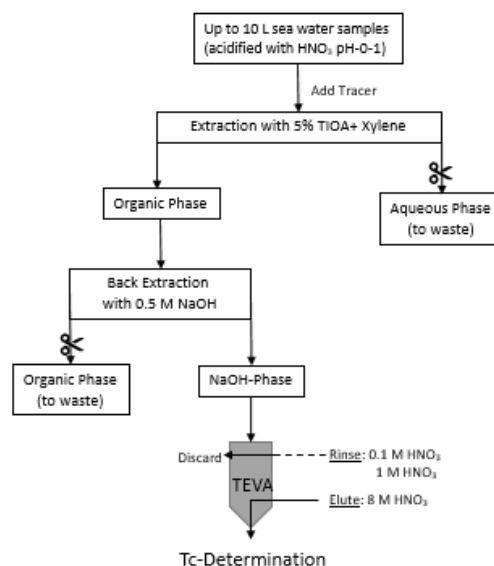 Up to 10 L sea water samples
(acidified with HNO₃ pH-0-1)
Add Tracer
Extraction with 5% TIOA+ Xylene
Organic Phase
Aqueous Phase
(to waste)
Back Extraction
with 0.5 M NaOH
Organic Phase
(to waste)
NaOH-Phase
Discard
Rinse: 0.1 M HNO₃
1 M HNO₃
TEVA
Elute: 8 M HNO₃
Tc-Determination